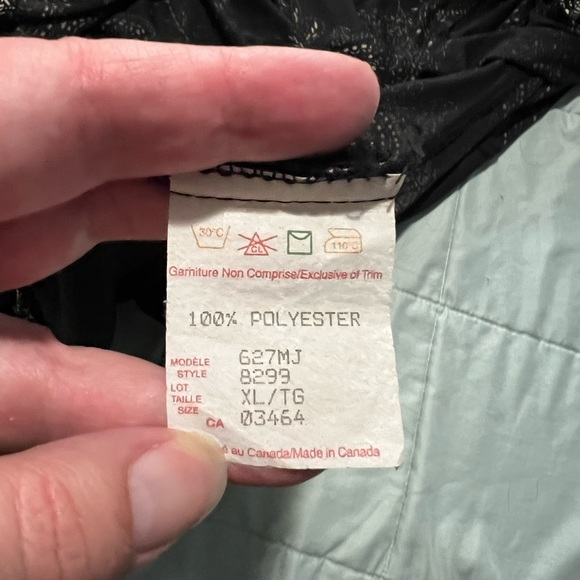 30°C CL 110°C
Garniture Non Comprise/Exclusive of Trim
100% POLYESTER
MODÈLE
STYLE 627MJ
LOT 8299
TAILLE
SIZE XL/TG
CA 03464
é au Canada/Made in Canada